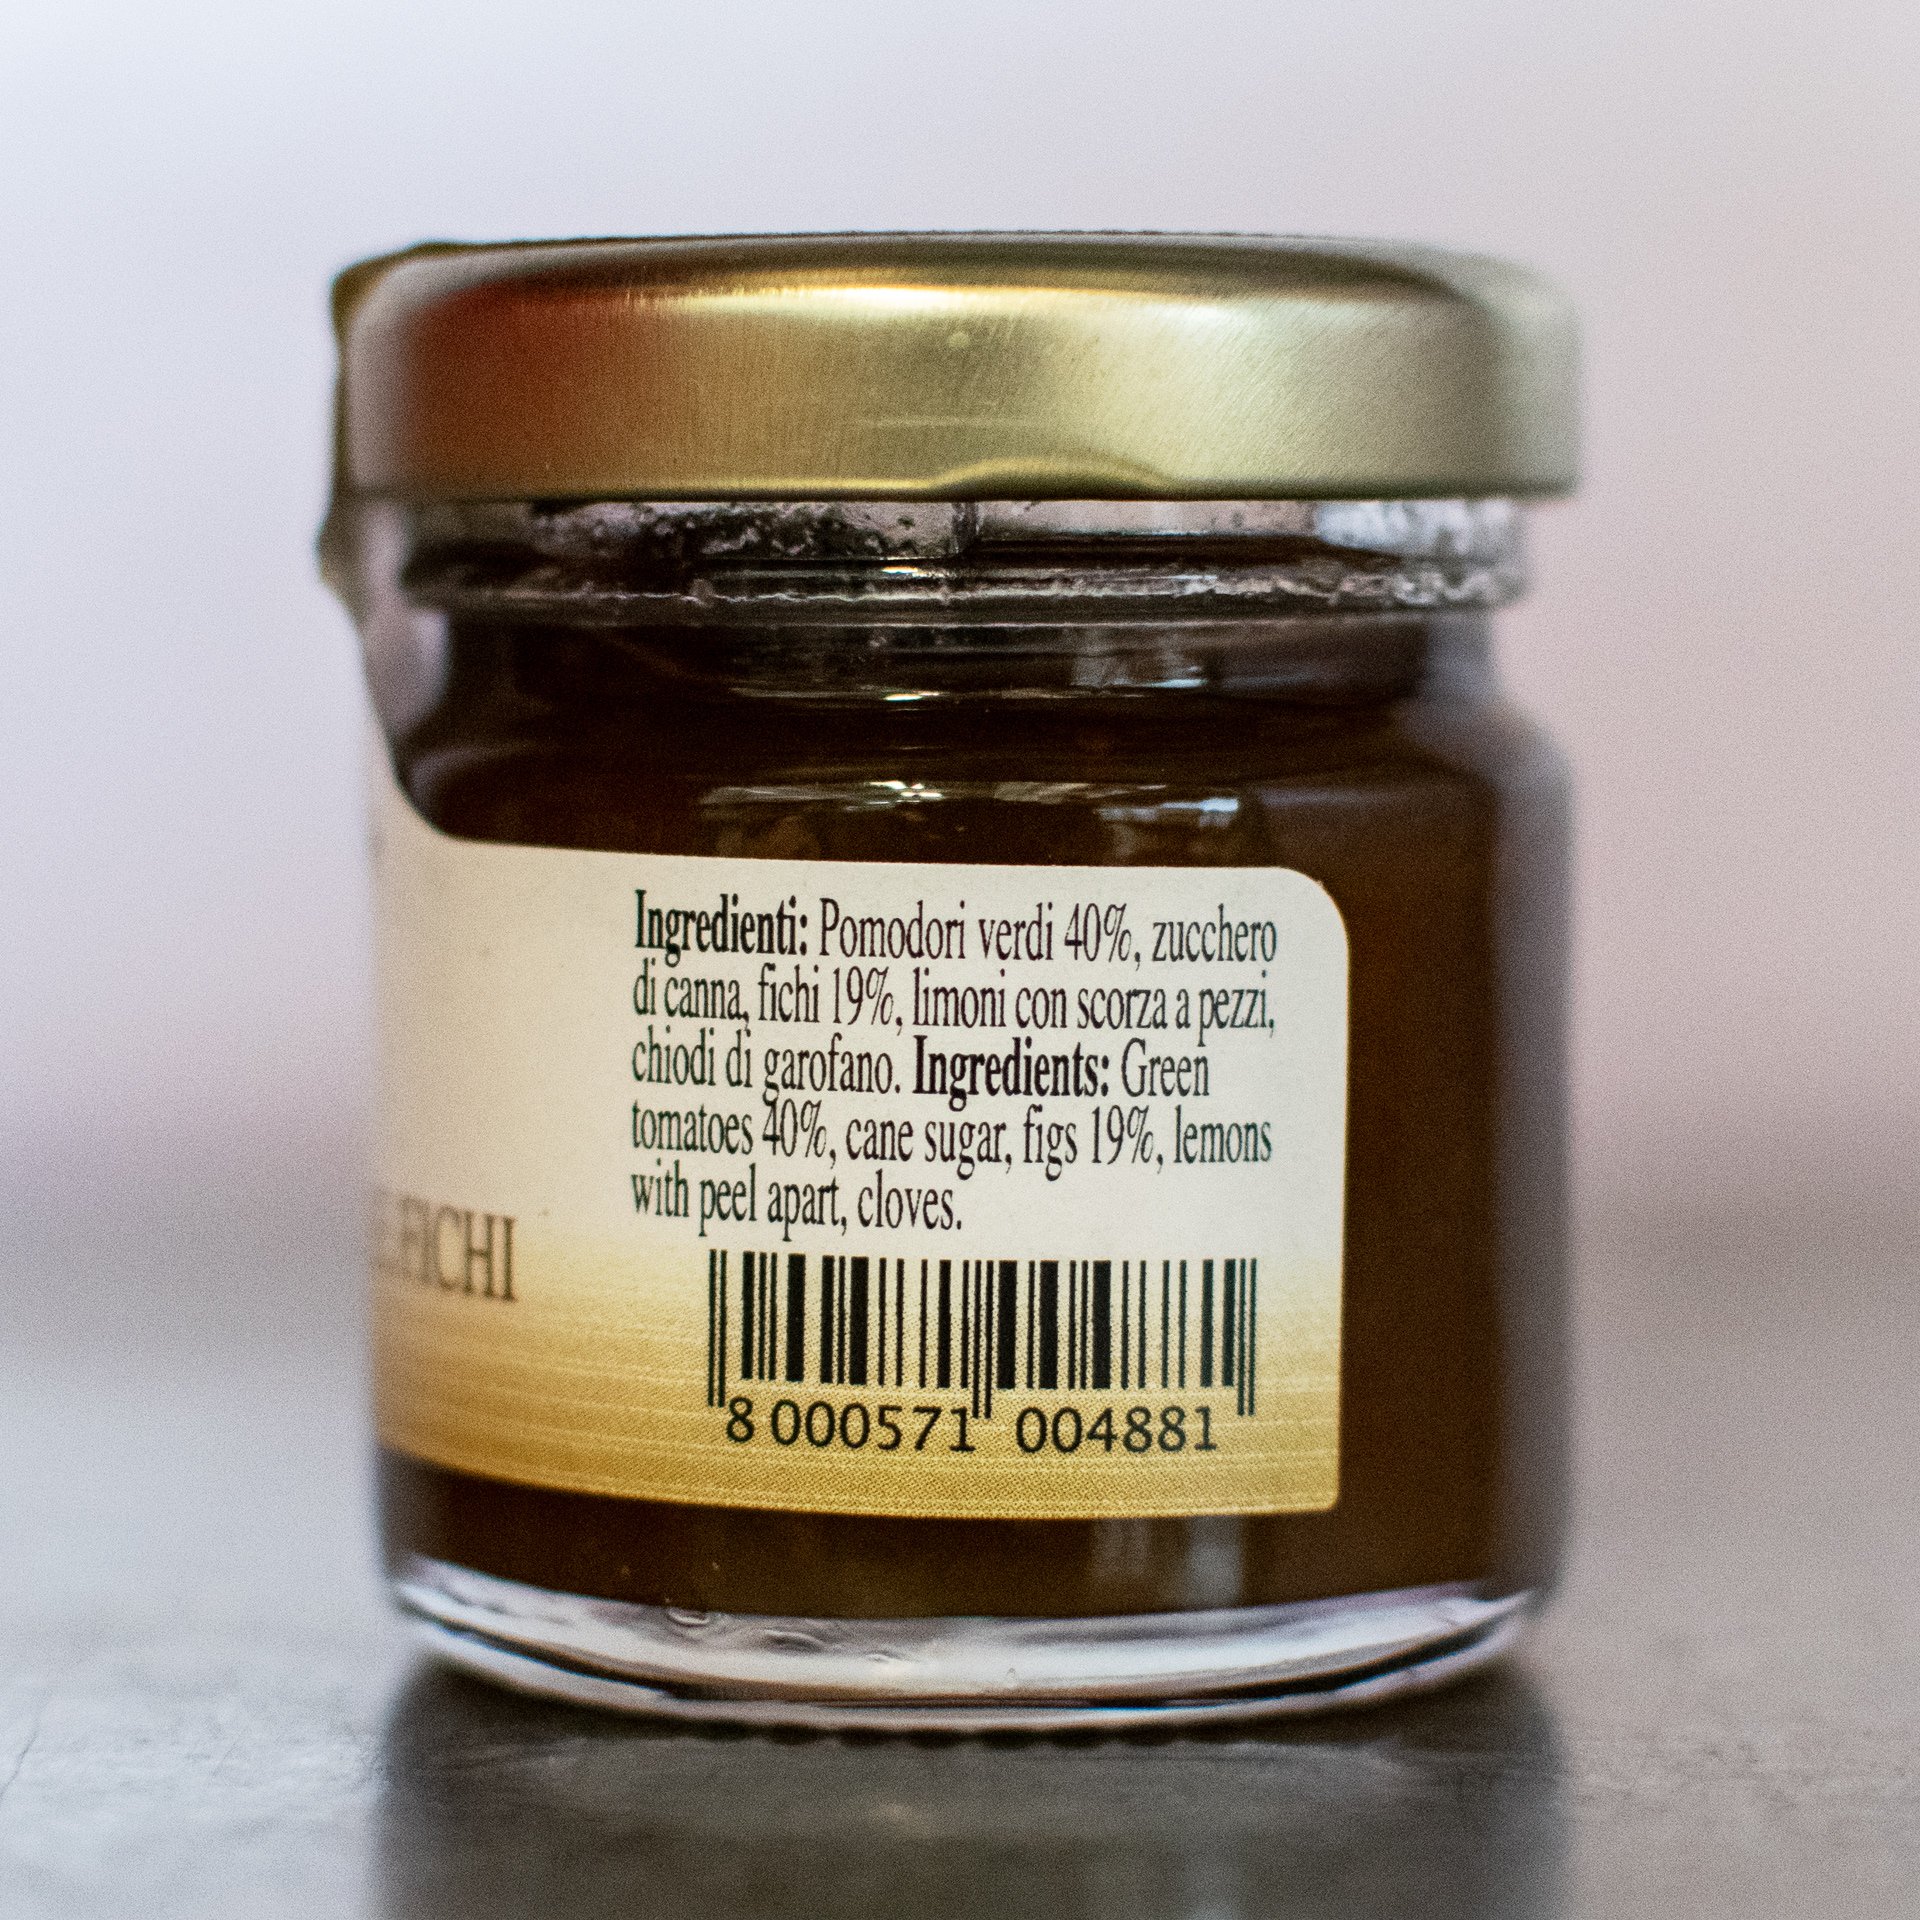 Ingredienti: Pomodori verdi 40%, zucchero
di canna, fichi 19%, limoni con scorza a pezzi,
chiodi di garofano. Ingredients: Green
tomatoes 40%, cane sugar, figs 19%, lemons
with peel apart, cloves.
FICHI
8 000571 004881